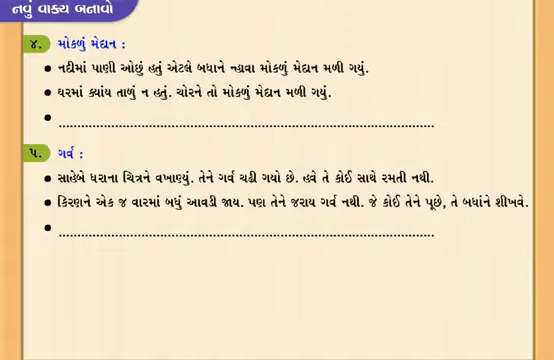 નવું વાક્ય બનાવો
૪. મોકળું મેદાન :
• નદીમાં પાણી ઓછું હતું એટલે બધાને ન્હાવા મોકળું મેદાન મળી ગયું.
• ઘરમાં ક્યાંય તાળું ન હતું. ચોરને તો મોકળું મેદાન મળી ગયું.
• ....................................................................................
૫. ગર્વ :
• સાહેબે ધરાના ચિત્રને વખાણ્યું. તેને ગર્વ ચઢી ગયો છે. હવે તે કોઈ સાથે રમતી નથી.
• કિરણને એક જ વારમાં બધું આવડી જાય. પણ તેને જરાય ગર્વ નથી. જે કોઈ તેને પૂછે, તે બધાંને શીખવે.
• ....................................................................................